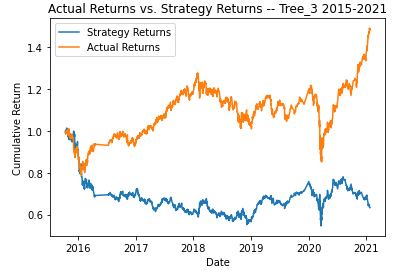 Actual Returns vs. Strategy Returns -- Tree_3 2015-2021
Strategy Returns
Actual Returns
Cumulative Return
1.4
1.2
1.0
0.8
0.6
2016 2017 2018 2019 2020 2021
Date